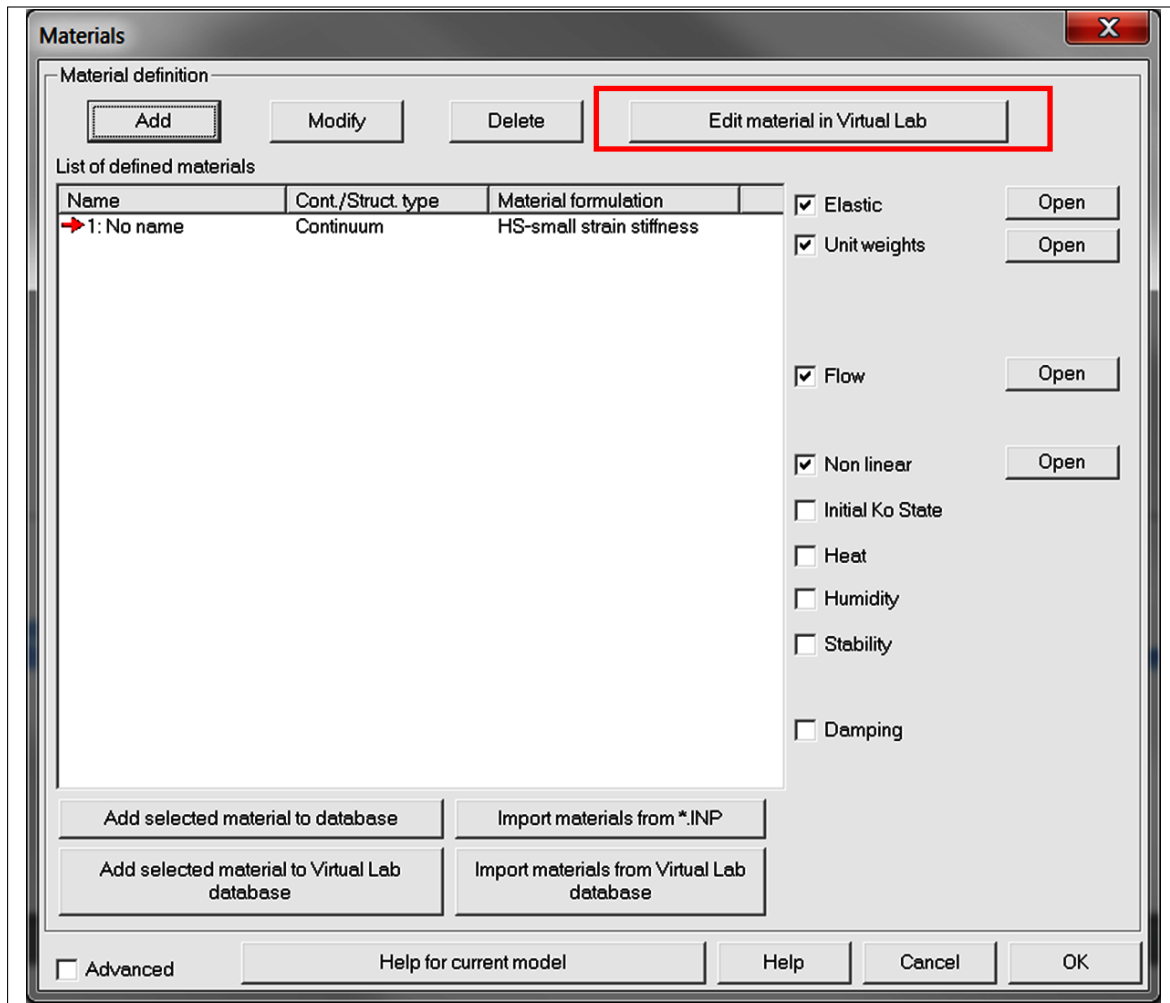 Materials
X
Material definition
Add
Modify
Delete
Edit material in Virtual Lab
List of defined materials
Name
Cont./Struct. type
Material formulation
1: No name
Continuum
HS-small strain stiffness
Elastic
Open
Unit weights
Open
Flow
Open
Non linear
Open
Initial Ko State
Heat
Humidity
Stability
Damping
Add selected material to database
Import materials from *.INP
Add selected material to Virtual Lab
database
Import materials from Virtual Lab
database
Advanced
Help for current model
Help
Cancel
OK